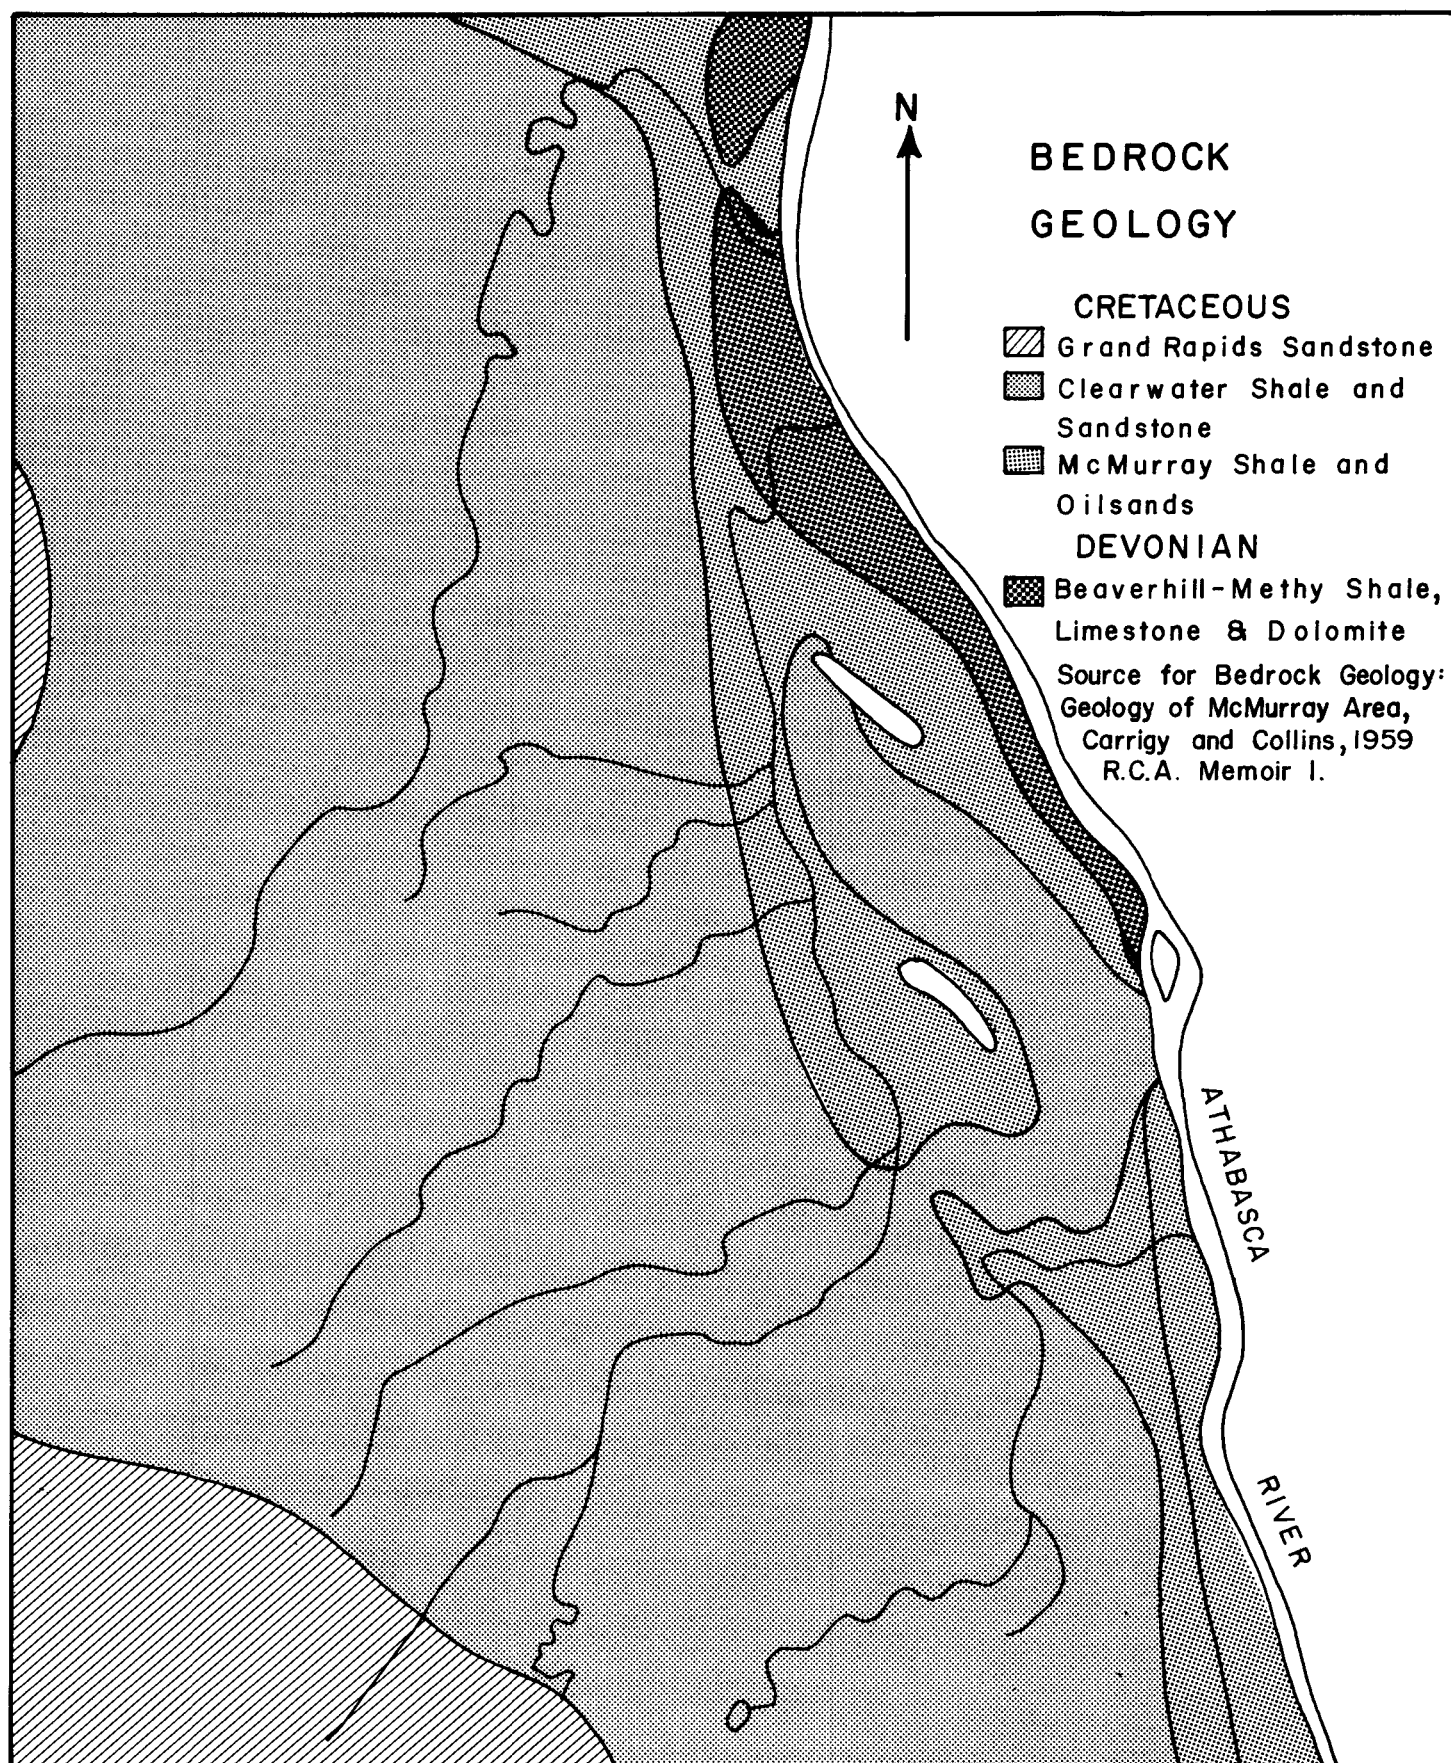 N
BEDROCK
GEOLOGY
CRETACEOUS
Grand Rapids Sandstone
Clearwater Shale and
Sandstone
McMurray Shale and
Oilsands
DEVONIAN
Beaverhill-Methy Shale,
Limestone & Dolomite
Source for Bedrock Geology:
Geology of McMurray Area,
Carrigy and Collins, 1959
R.C.A. Memoir I.
ATHABASCA
RIVER